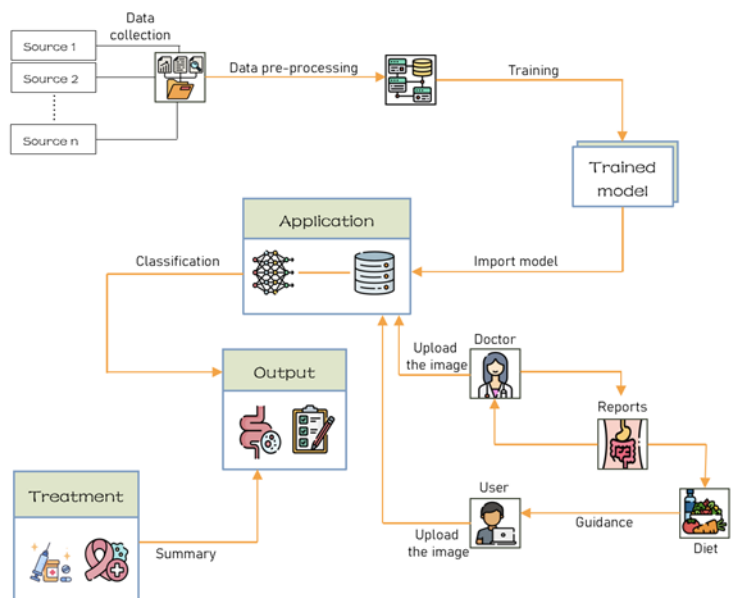 Data
collection
Source 1
Source 2
Source n
Data pre-processing
Training
Trained
model
Application
Classification
Import model
Output
Upload
the image
Doctor
Reports
Treatment
Summary
User
Upload
the image
Guidance
Diet